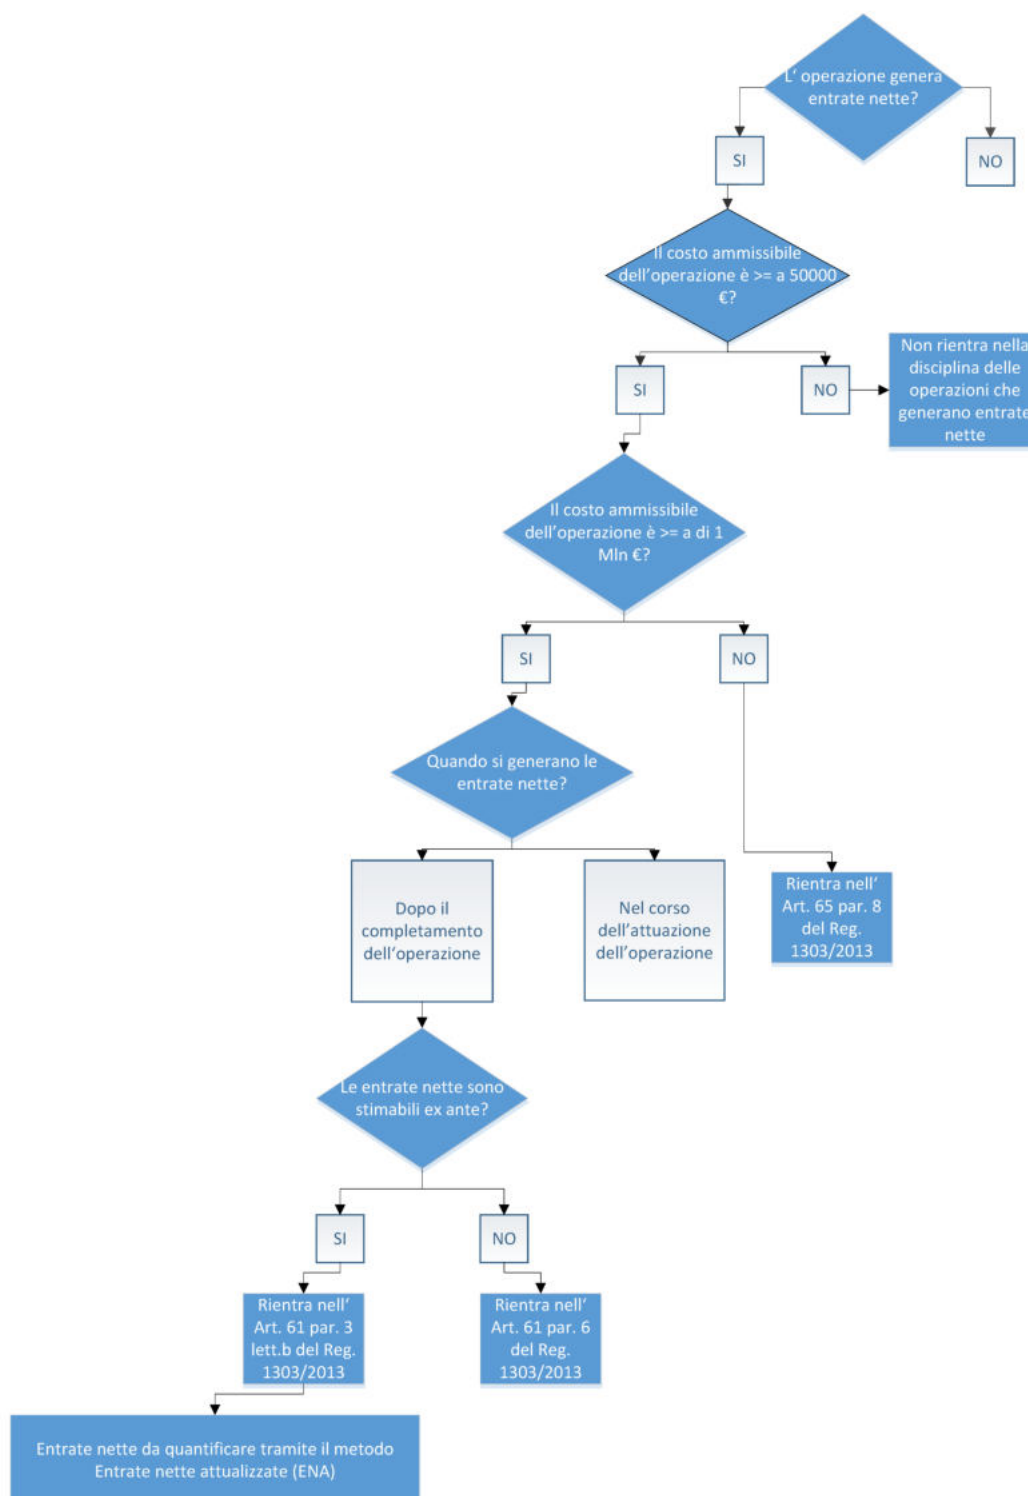 L‘ operazione genera
entrate nette?
SI
NO
Il costo ammissibile
dell’operazione è >= a 50000
€?
SI
NO
Non rientra nella
disciplina delle
operazioni che
generano entrate
nette
Il costo ammissibile
dell’operazione è >= a di 1
Mln €?
SI
NO
Quando si generano le
entrate nette?
Dopo il
completamento
dell‘operazione
Nel corso
dell’attuazione
dell’operazione
Rientra nell‘
Art. 65 par. 8
del Reg.
1303/2013
Le entrate nette sono
stimabili ex ante?
SI
NO
Rientra nell‘
Art. 61 par. 3
lett.b del Reg.
1303/2013
Rientra nell‘
Art. 61 par. 6
del Reg.
1303/2013
Entrate nette da quantificare tramite il metodo
Entrate nette attualizzate (ENA)